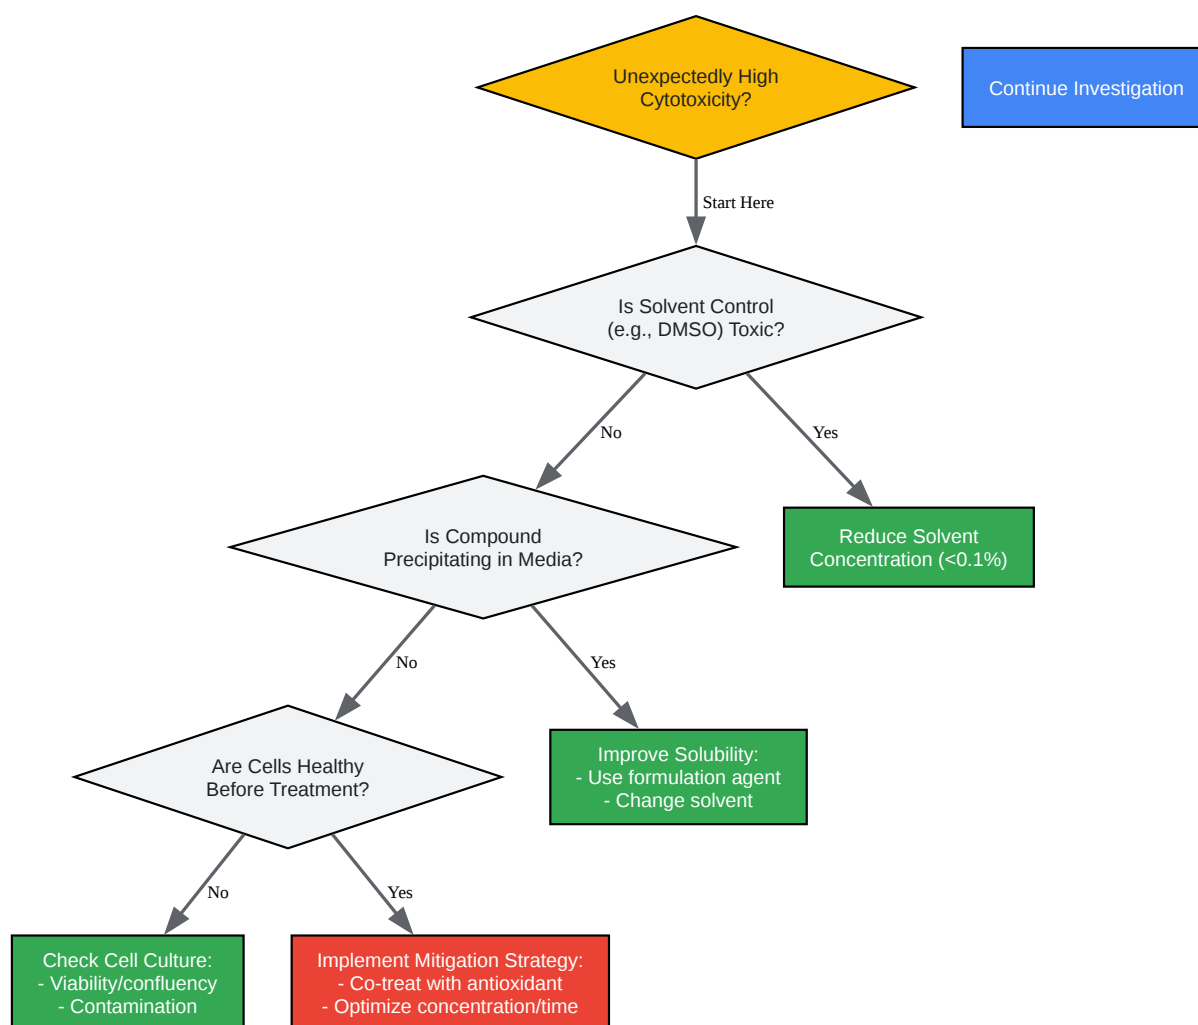 Unexpectedly High
Cytotoxicity?
Continue Investigation
Start Here
Is Solvent Control
(e.g., DMSO) Toxic?
No
Yes
Is Compound
Precipitating in Media?
Reduce Solvent
Concentration (<0.1%)
No
Yes
Are Cells Healthy
Before Treatment?
Improve Solubility:
- Use formulation agent
- Change solvent
No
Yes
Check Cell Culture:
- Viability/confluency
- Contamination
Implement Mitigation Strategy:
- Co-treat with antioxidant
- Optimize concentration/time